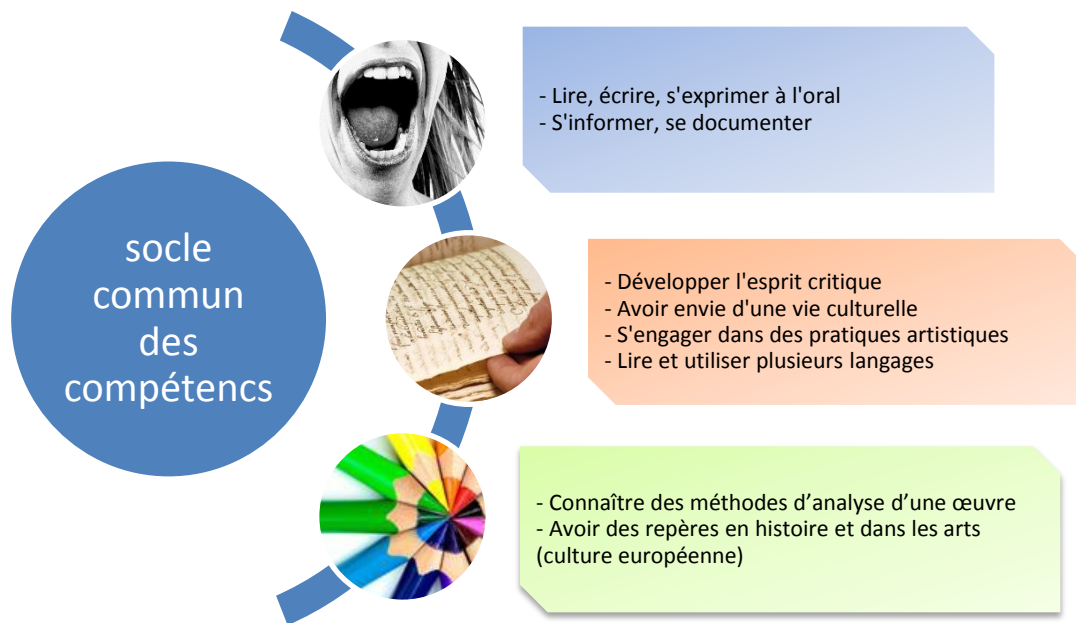 socle
commun
des
compétencs
- Lire, écrire, s'exprimer à l'oral
- S'informer, se documenter
- Développer l'esprit critique
- Avoir envie d'une vie culturelle
- S'engager dans des pratiques artistiques
- Lire et utiliser plusieurs langages
- Connaître des méthodes d’analyse d’une œuvre
- Avoir des repères en histoire et dans les arts
(culture européenne)